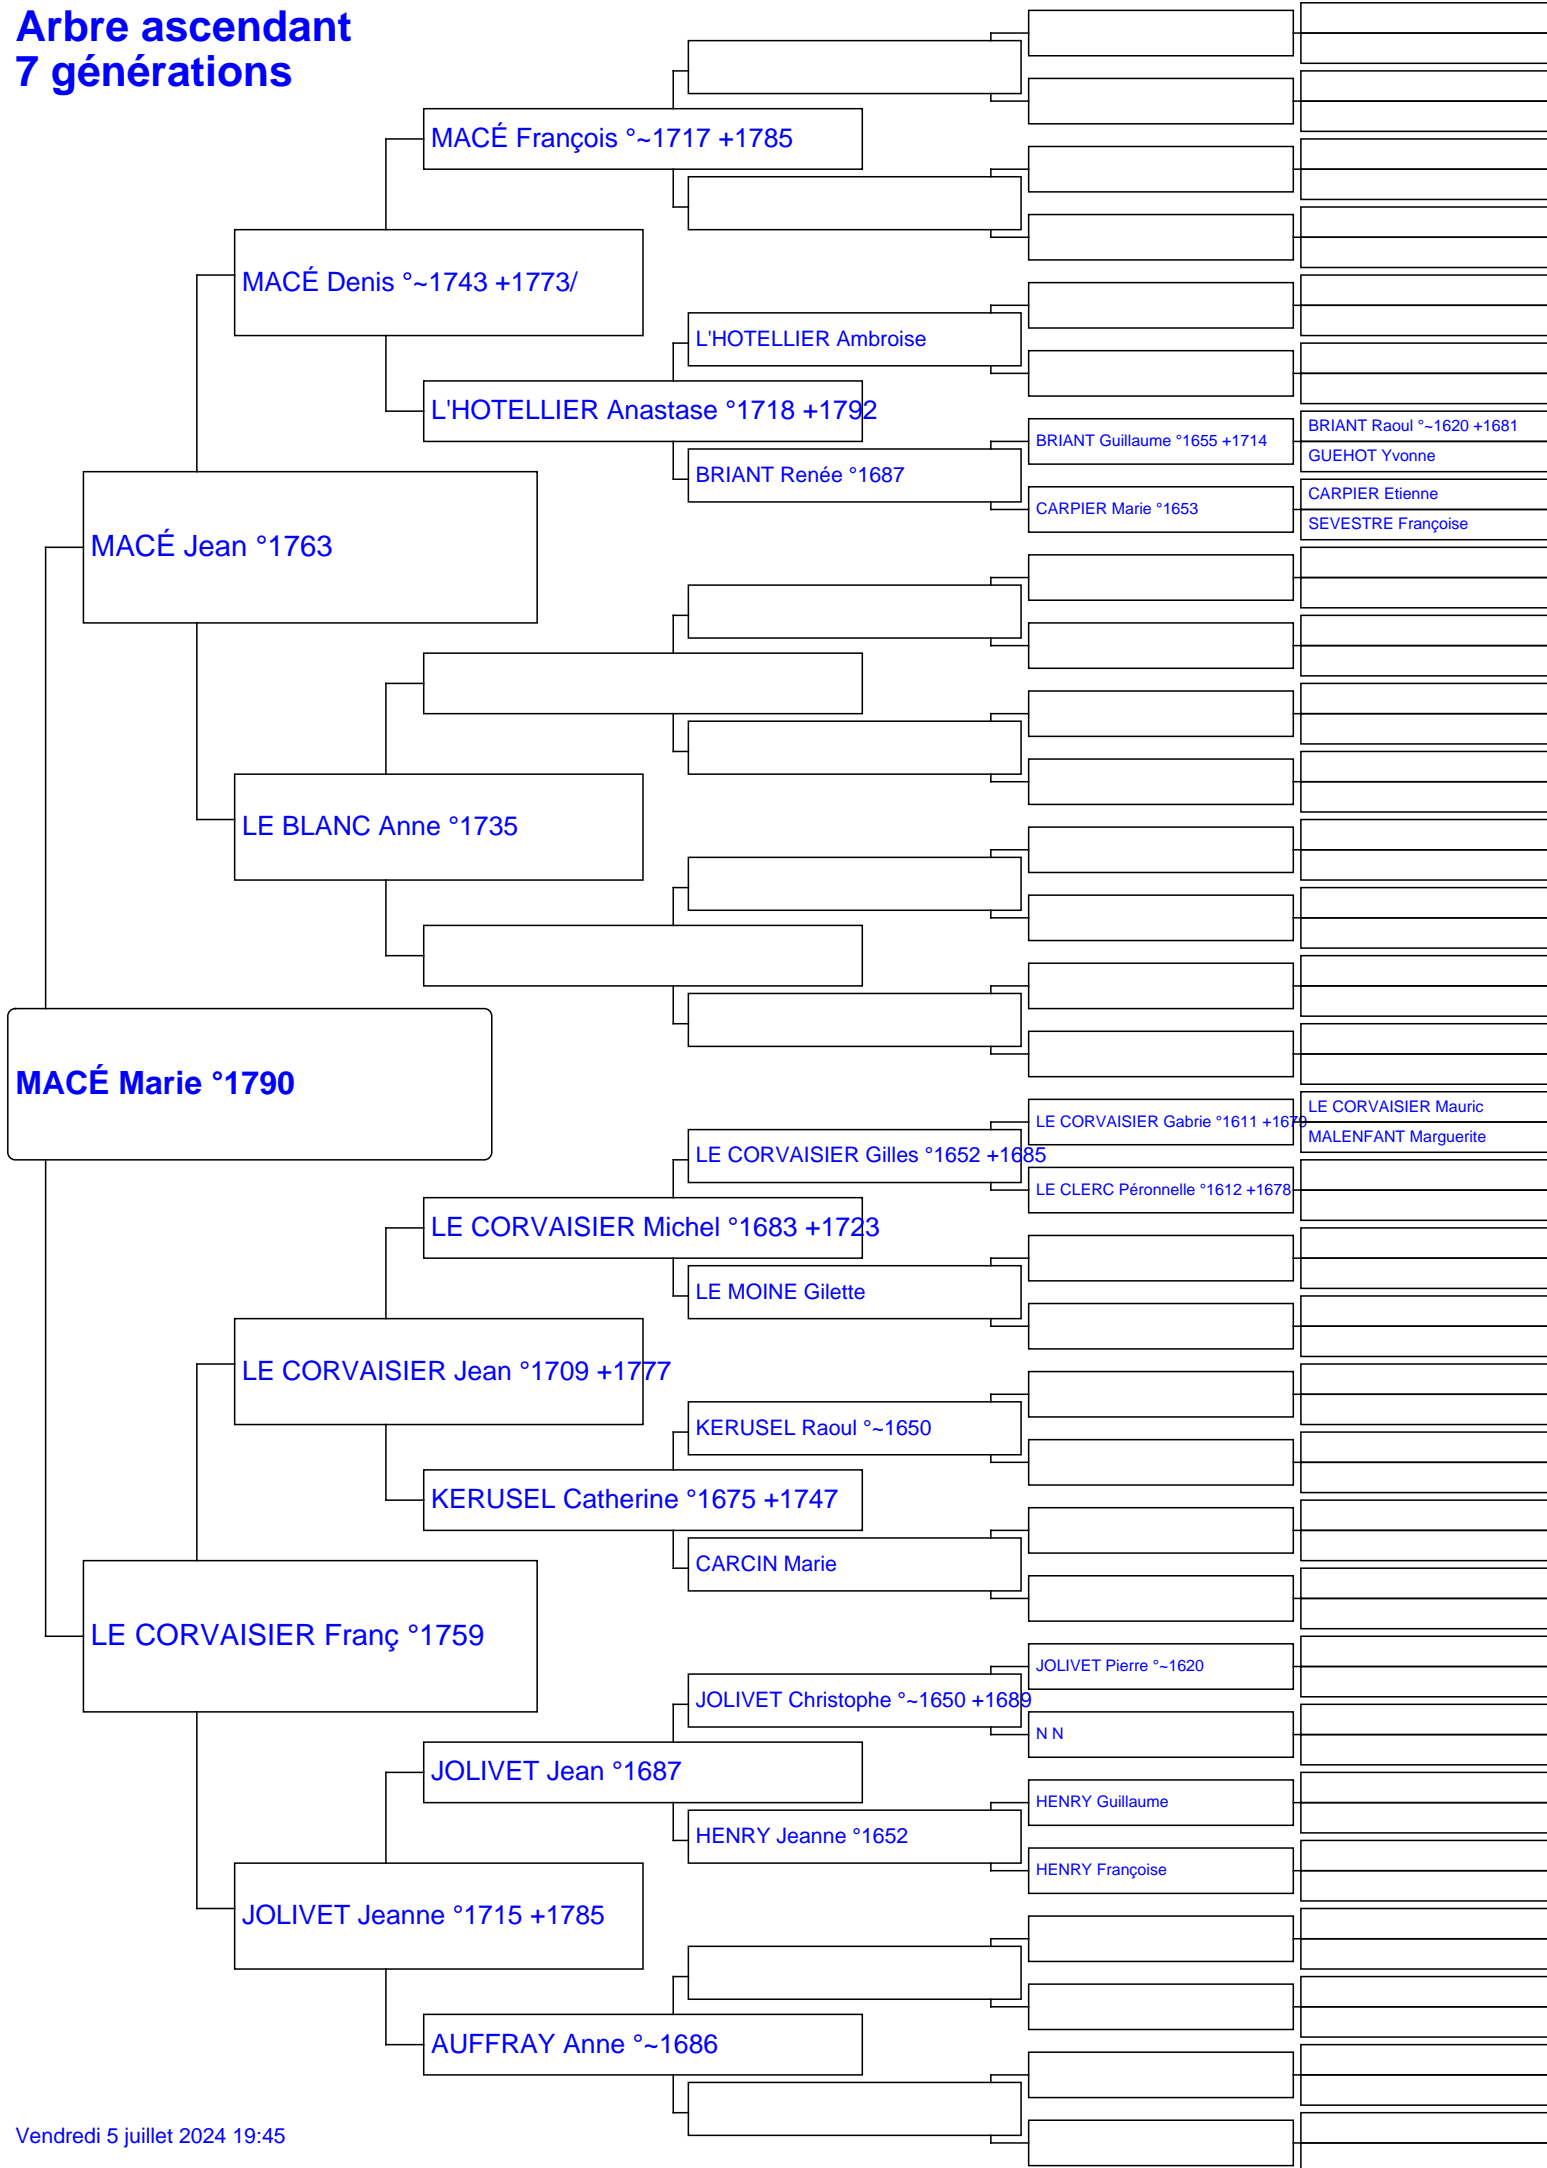 Arbre ascendant
7 générations
MACÉ François °~1717 +1785
MACÉ Denis °~1743 +1773/
L'HOTELLIER Ambroise
L'HOTELLIER Anastase °1718 +1792
BRIANT Guillaume °1655 +1714
BRIANT Raoul °~1620 +1681
GUEHOT Yvonne
BRIANT Renée °1687
CARPIER Marie °1653
CARPIER Etienne
SEVESTRE Françoise
MACÉ Jean °1763
LE BLANC Anne °1735
MACÉ Marie °1790
LE CORVAISIER Gabrie °1611 +1679
LE CORVAISIER Mauric
MALENFANT Marguerite
LE CORVAISIER Gilles °1652 +1685
LE CLERC Péronnelle °1612 +1678
LE CORVAISIER Michel °1683 +1723
LE MOINE Gilette
LE CORVAISIER Jean °1709 +1777
KERUSEL Raoul °~1650
KERUSEL Catherine °1675 +1747
CARCIN Marie
LE CORVAISIER Franç °1759
JOLIVET Pierre °~1620
JOLIVET Christophe °~1650 +1689
N N
JOLIVET Jean °1687
HENRY Guillaume
HENRY Jeanne °1652
HENRY Françoise
JOLIVET Jeanne °1715 +1785
AUFFRAY Anne °~1686
Vendredi 5 juillet 2024 19:45